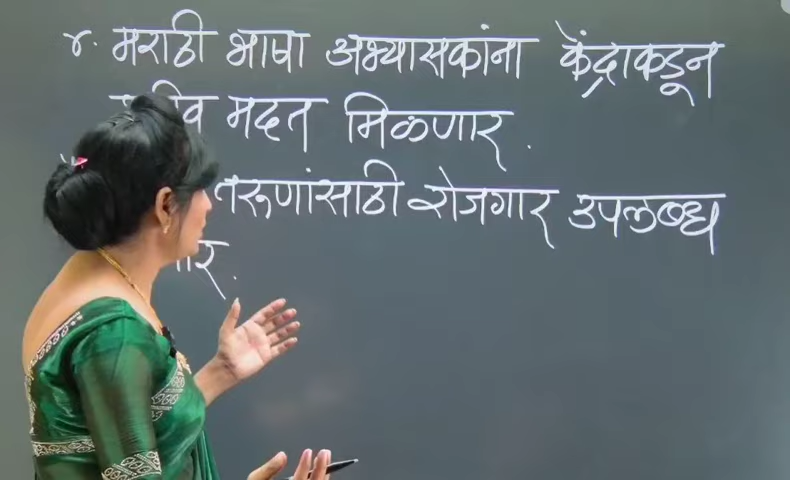 ४. मराठी भाषा अभ्यासकांना केंद्राकडून
मदत मिळणार.
तरुणांसाठी रोजगार उपलब्ध